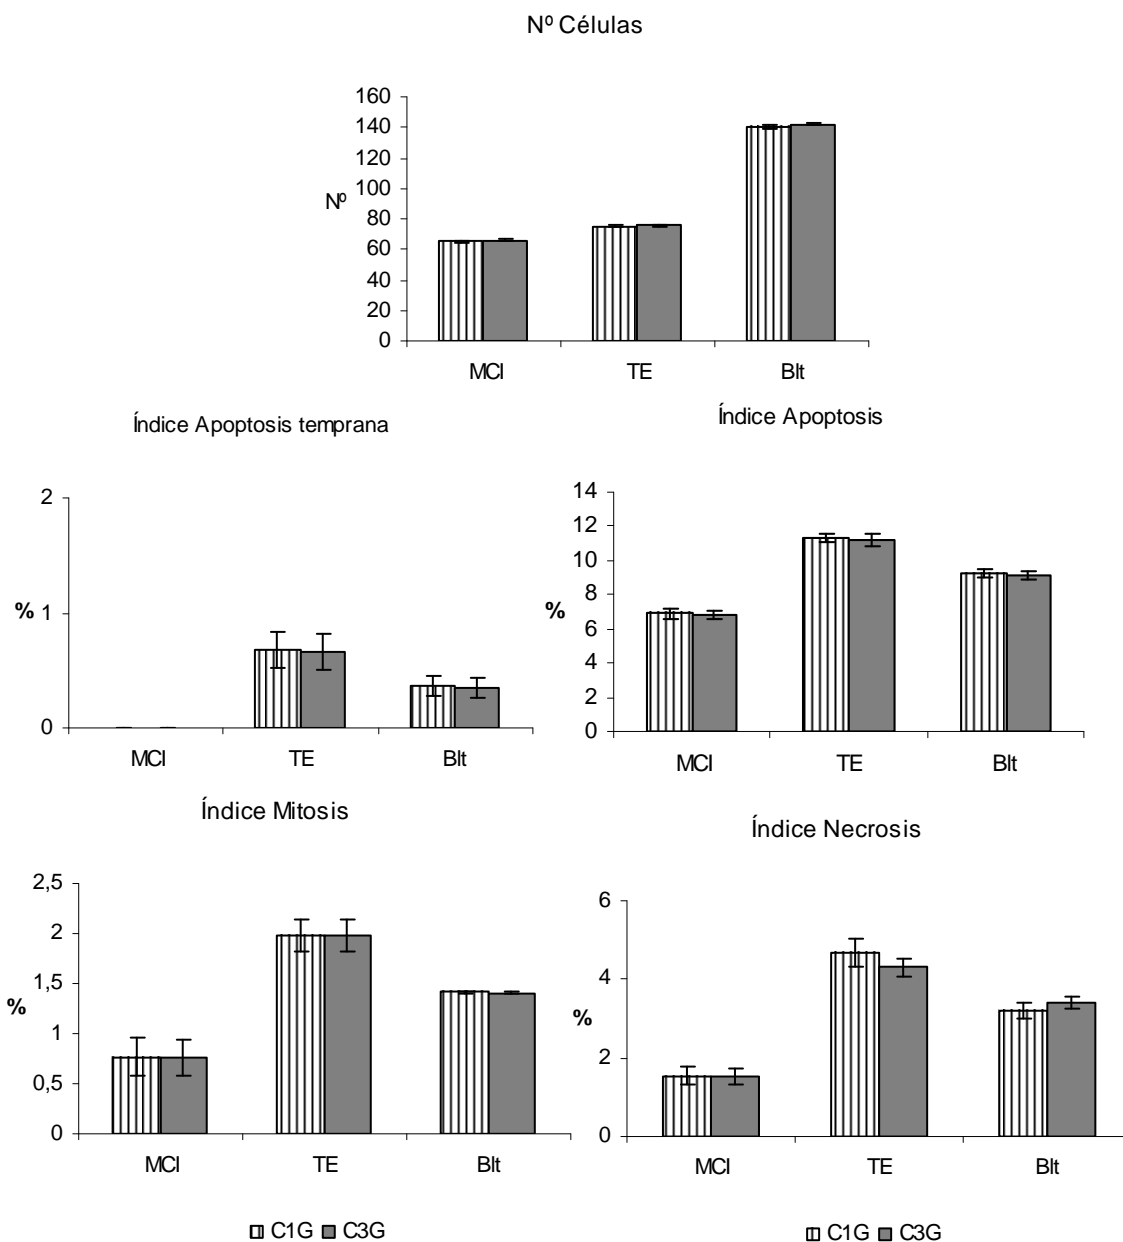 Nº Células
160
140
120
100
80
60
40
20
0
Nº
MCI TE Blt
Índice Apoptosis temprana
2
1
0
%
MCI TE Blt
Índice Apoptosis
14
12
10
8
6
4
2
0
%
MCI TE Blt
Índice Mitosis
2,5
2
1,5
1
0,5
0
%
MCI TE Blt
C1G C3G
Índice Necrosis
6
4
2
0
%
MCI TE Blt
C1G C3G